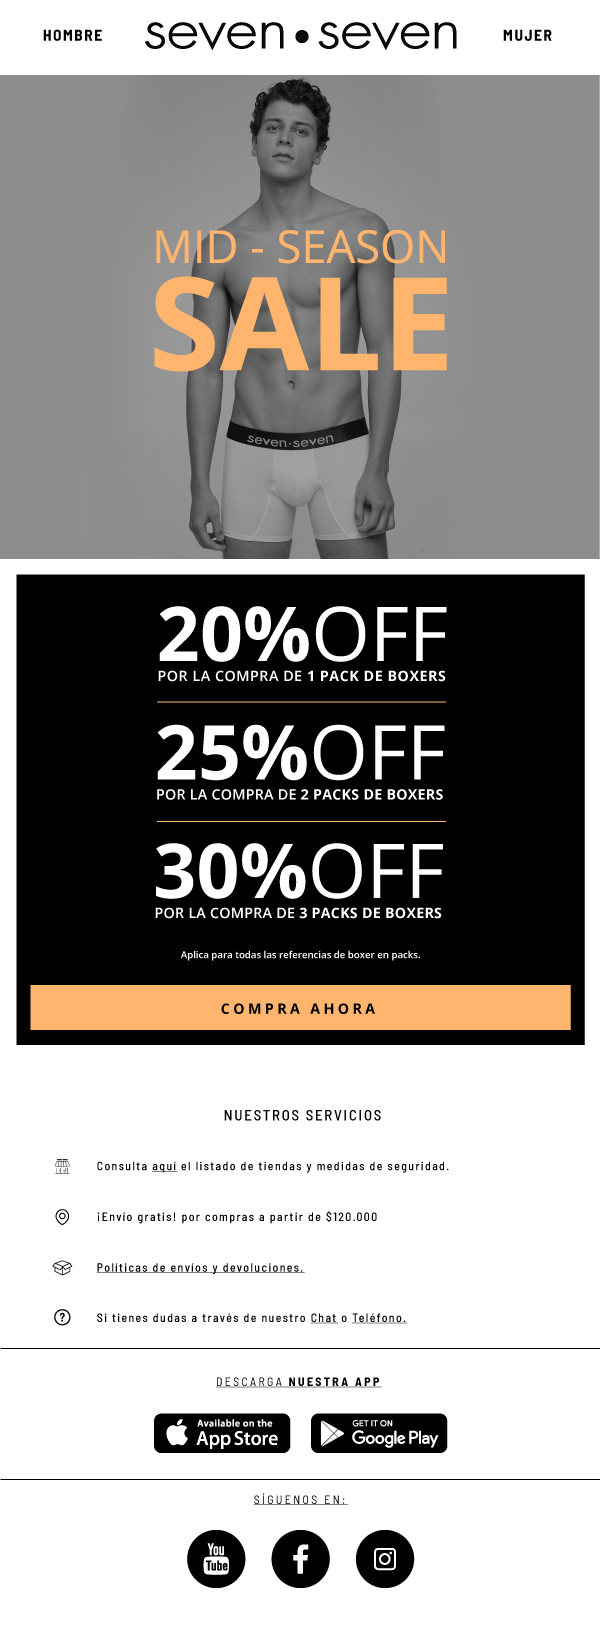 HOMBRE
seven•seven
MUJER
MID - SEASON
SALE
seven·seven
20%OFF
POR LA COMPRA DE 1 PACK DE BOXERS
25%OFF
POR LA COMPRA DE 2 PACKS DE BOXERS
30%OFF
POR LA COMPRA DE 3 PACKS DE BOXERS
Aplica para todas las referencias de boxer en packs.
COMPRA AHORA
NUESTROS SERVICIOS
Consulta aquí el listado de tiendas y medidas de seguridad.
¡Envío gratis! por compras a partir de $120.000
Políticas de envíos y devoluciones.
Si tienes dudas a través de nuestro Chat o Teléfono.
DESCARGA NUESTRA APP
Available on the
App Store
GET IT ON
Google Play
SÍGUENOS EN:
You
Tube